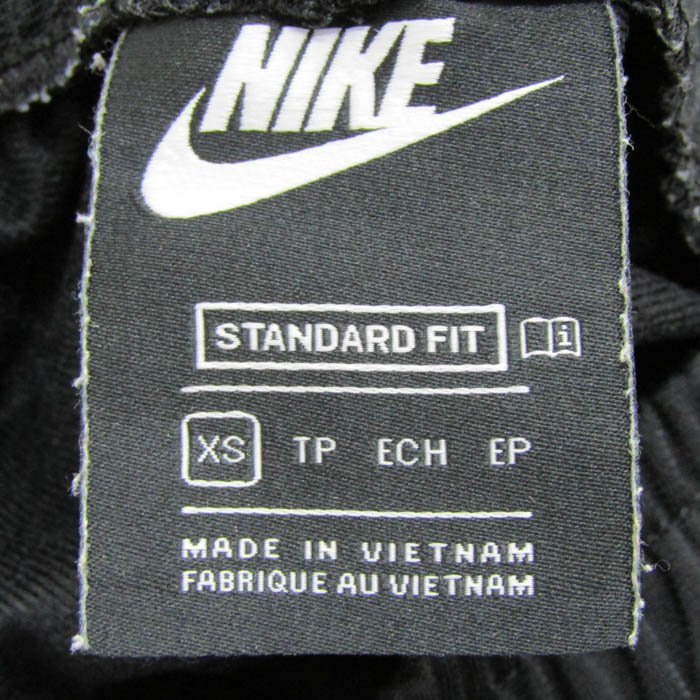 NIKE
STANDARD FIT i
XS TP ECH EP
MADE IN VIETNAM
FABRIQUE AU VIETNAM